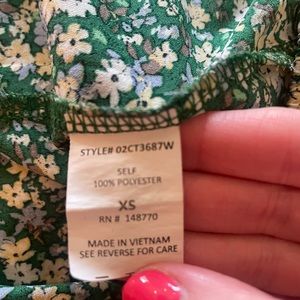 STYLE# 02CT3687W
SELF
100% POLYESTER
XS
RN # 148770
MADE IN VIETNAM
SEE REVERSE FOR CARE